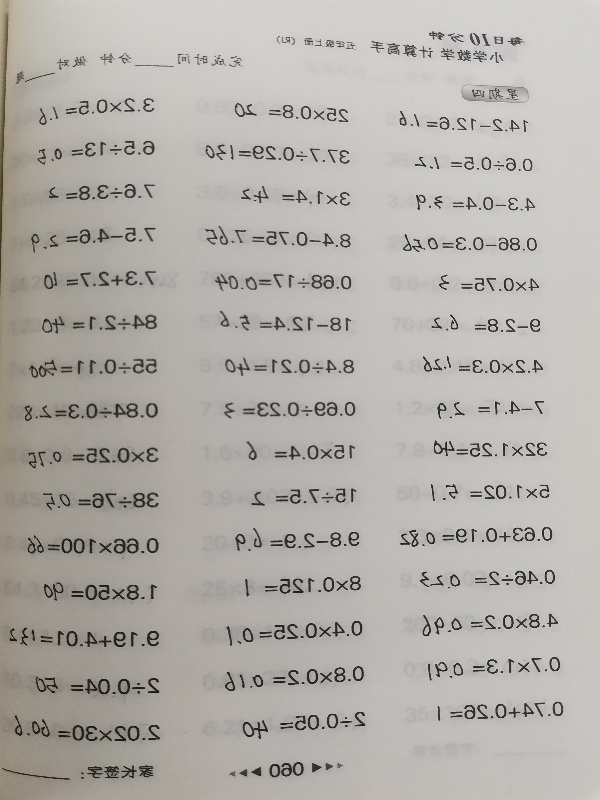 每日10分钟
小学数学 计算高手 五年级上册（RJ）
完成时间____分钟 做对____题
星期四
14.2−12.6=1.6 25×0.8=20 3.2×0.5=1.6
0.6÷0.5=1.2 37.7÷0.29=130 6.5÷13=0.5
4.3−0.4=3.9 3×1.4=4.2 7.6÷3.8=2
0.86−0.3=0.56 8.4−0.75=7.65 7.5−4.6=2.9
4×0.75=3 0.68÷17=0.04 7.3+2.7=10
9−2.8=6.2 18−12.4=5.6 84÷2.1=40
4.2×0.3=1.26 8.4÷0.21=40 55÷0.11=500
7−4.1=2.9 0.69÷0.23=3 0.84÷0.3=2.8
32×1.25=40 15×0.4=6 3×0.25=0.75
5×1.02=5.1 15÷7.5=2 38÷76=0.5
0.63+0.19=0.82 9.8−2.9=6.9 0.66×100=66
0.46÷2=0.23 8×0.125=1 1.8×50=90
4.8×0.2=0.96 0.4×0.25=0.1 9.19+4.01=13.2
0.7×1.3=0.91 0.8×0.2=0.16 2÷0.04=50
0.74+0.26=1 2÷0.05=40 2.02×30=60.6
060 家长签字：